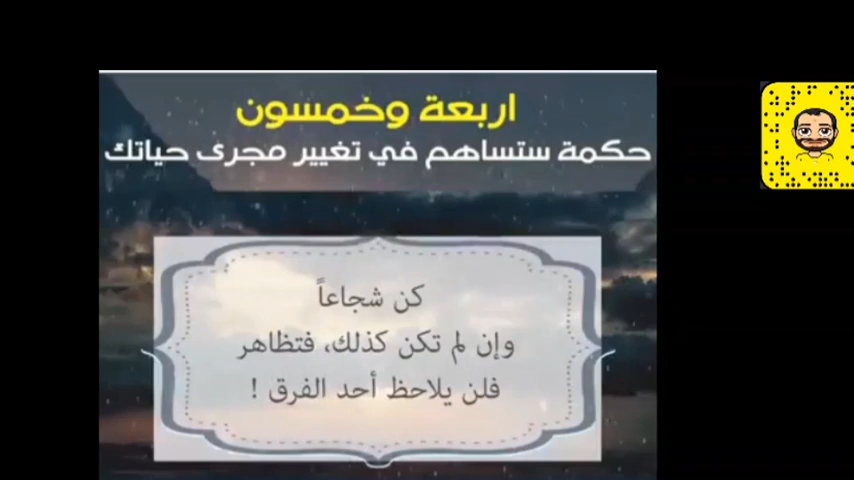 اربعة وخمسون
حكمة ستساهم في تغيير مجرى حياتك
كن شجاعاً
وإن لم تكن كذلك، فتظاهر
فلن يلاحظ أحد الفرق !